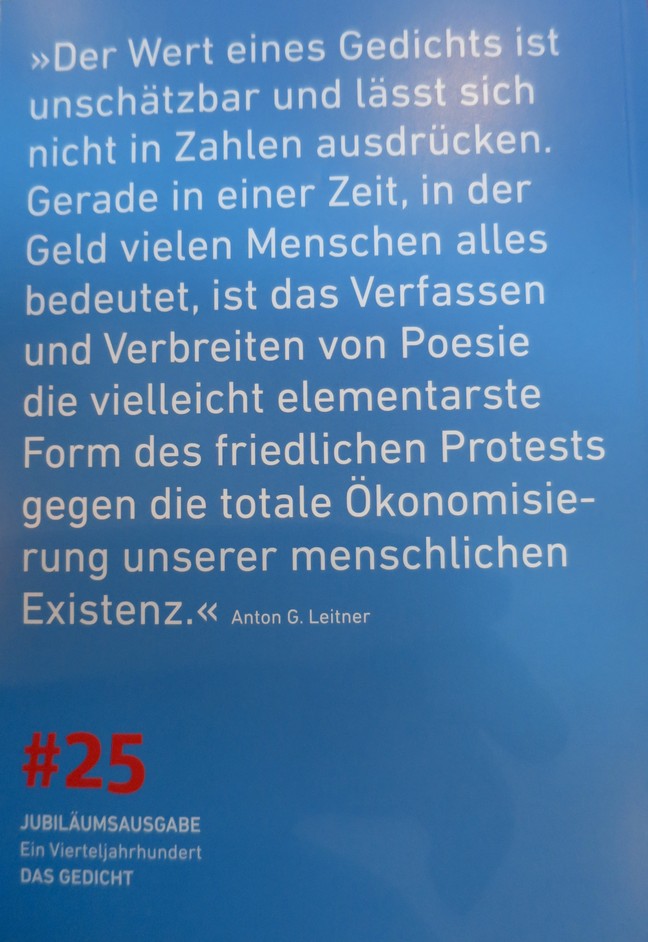 »Der Wert eines Gedichts ist
unschätzbar und lässt sich
nicht in Zahlen ausdrücken.
Gerade in einer Zeit, in der
Geld vielen Menschen alles
bedeutet, ist das Verfassen
und Verbreiten von Poesie
die vielleicht elementarste
Form des friedlichen Protests
gegen die totale Ökonomisie-
rung unserer menschlichen
Existenz.« Anton G. Leitner
#25
JUBILÄUMSAUSGABE
Ein Vierteljahrhundert
DAS GEDICHT